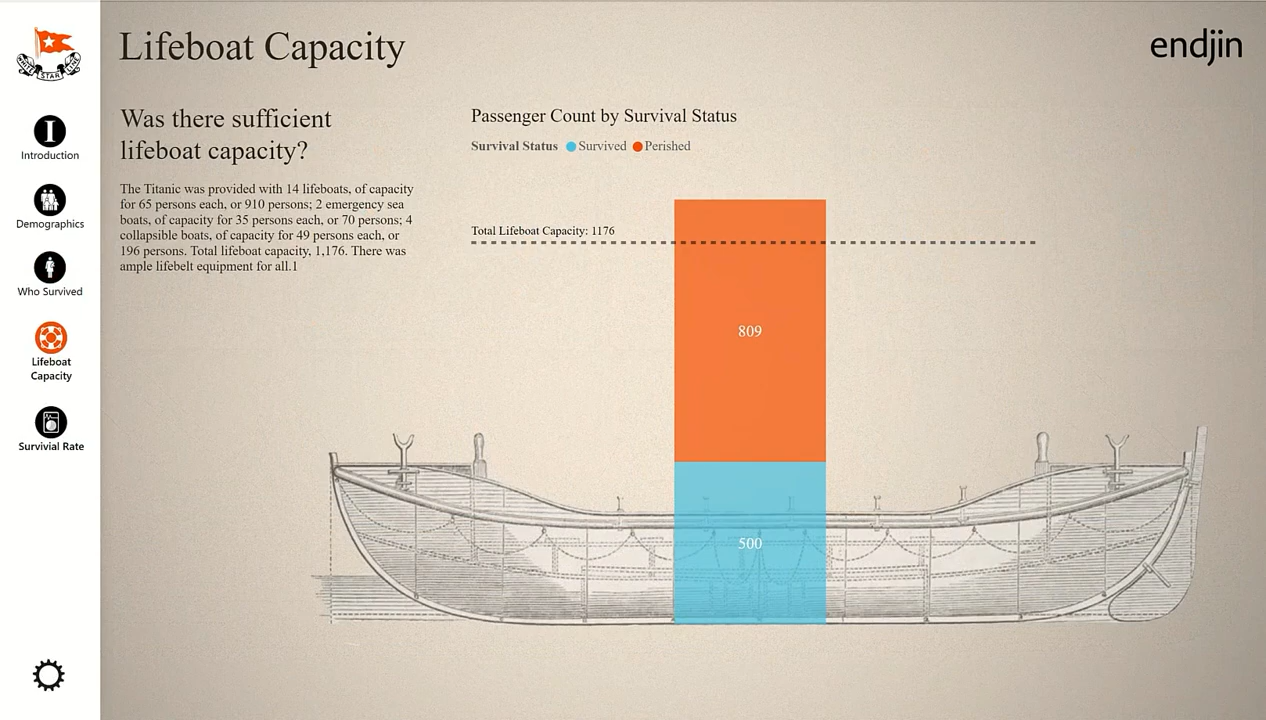 Lifeboat Capacity
endjin
WHITE STAR LINE
Introduction
Demographics
Who Survived
Lifeboat
Capacity
Survivial Rate
Was there sufficient
lifeboat capacity?
The Titanic was provided with 14 lifeboats, of capacity
for 65 persons each, or 910 persons; 2 emergency sea
boats, of capacity for 35 persons each, or 70 persons; 4
collapsible boats, of capacity for 49 persons each, or
196 persons. Total lifeboat capacity, 1,176. There was
ample lifebelt equipment for all.1
Passenger Count by Survival Status
Survival Status Survived Perished
Total Lifeboat Capacity: 1176
809
500